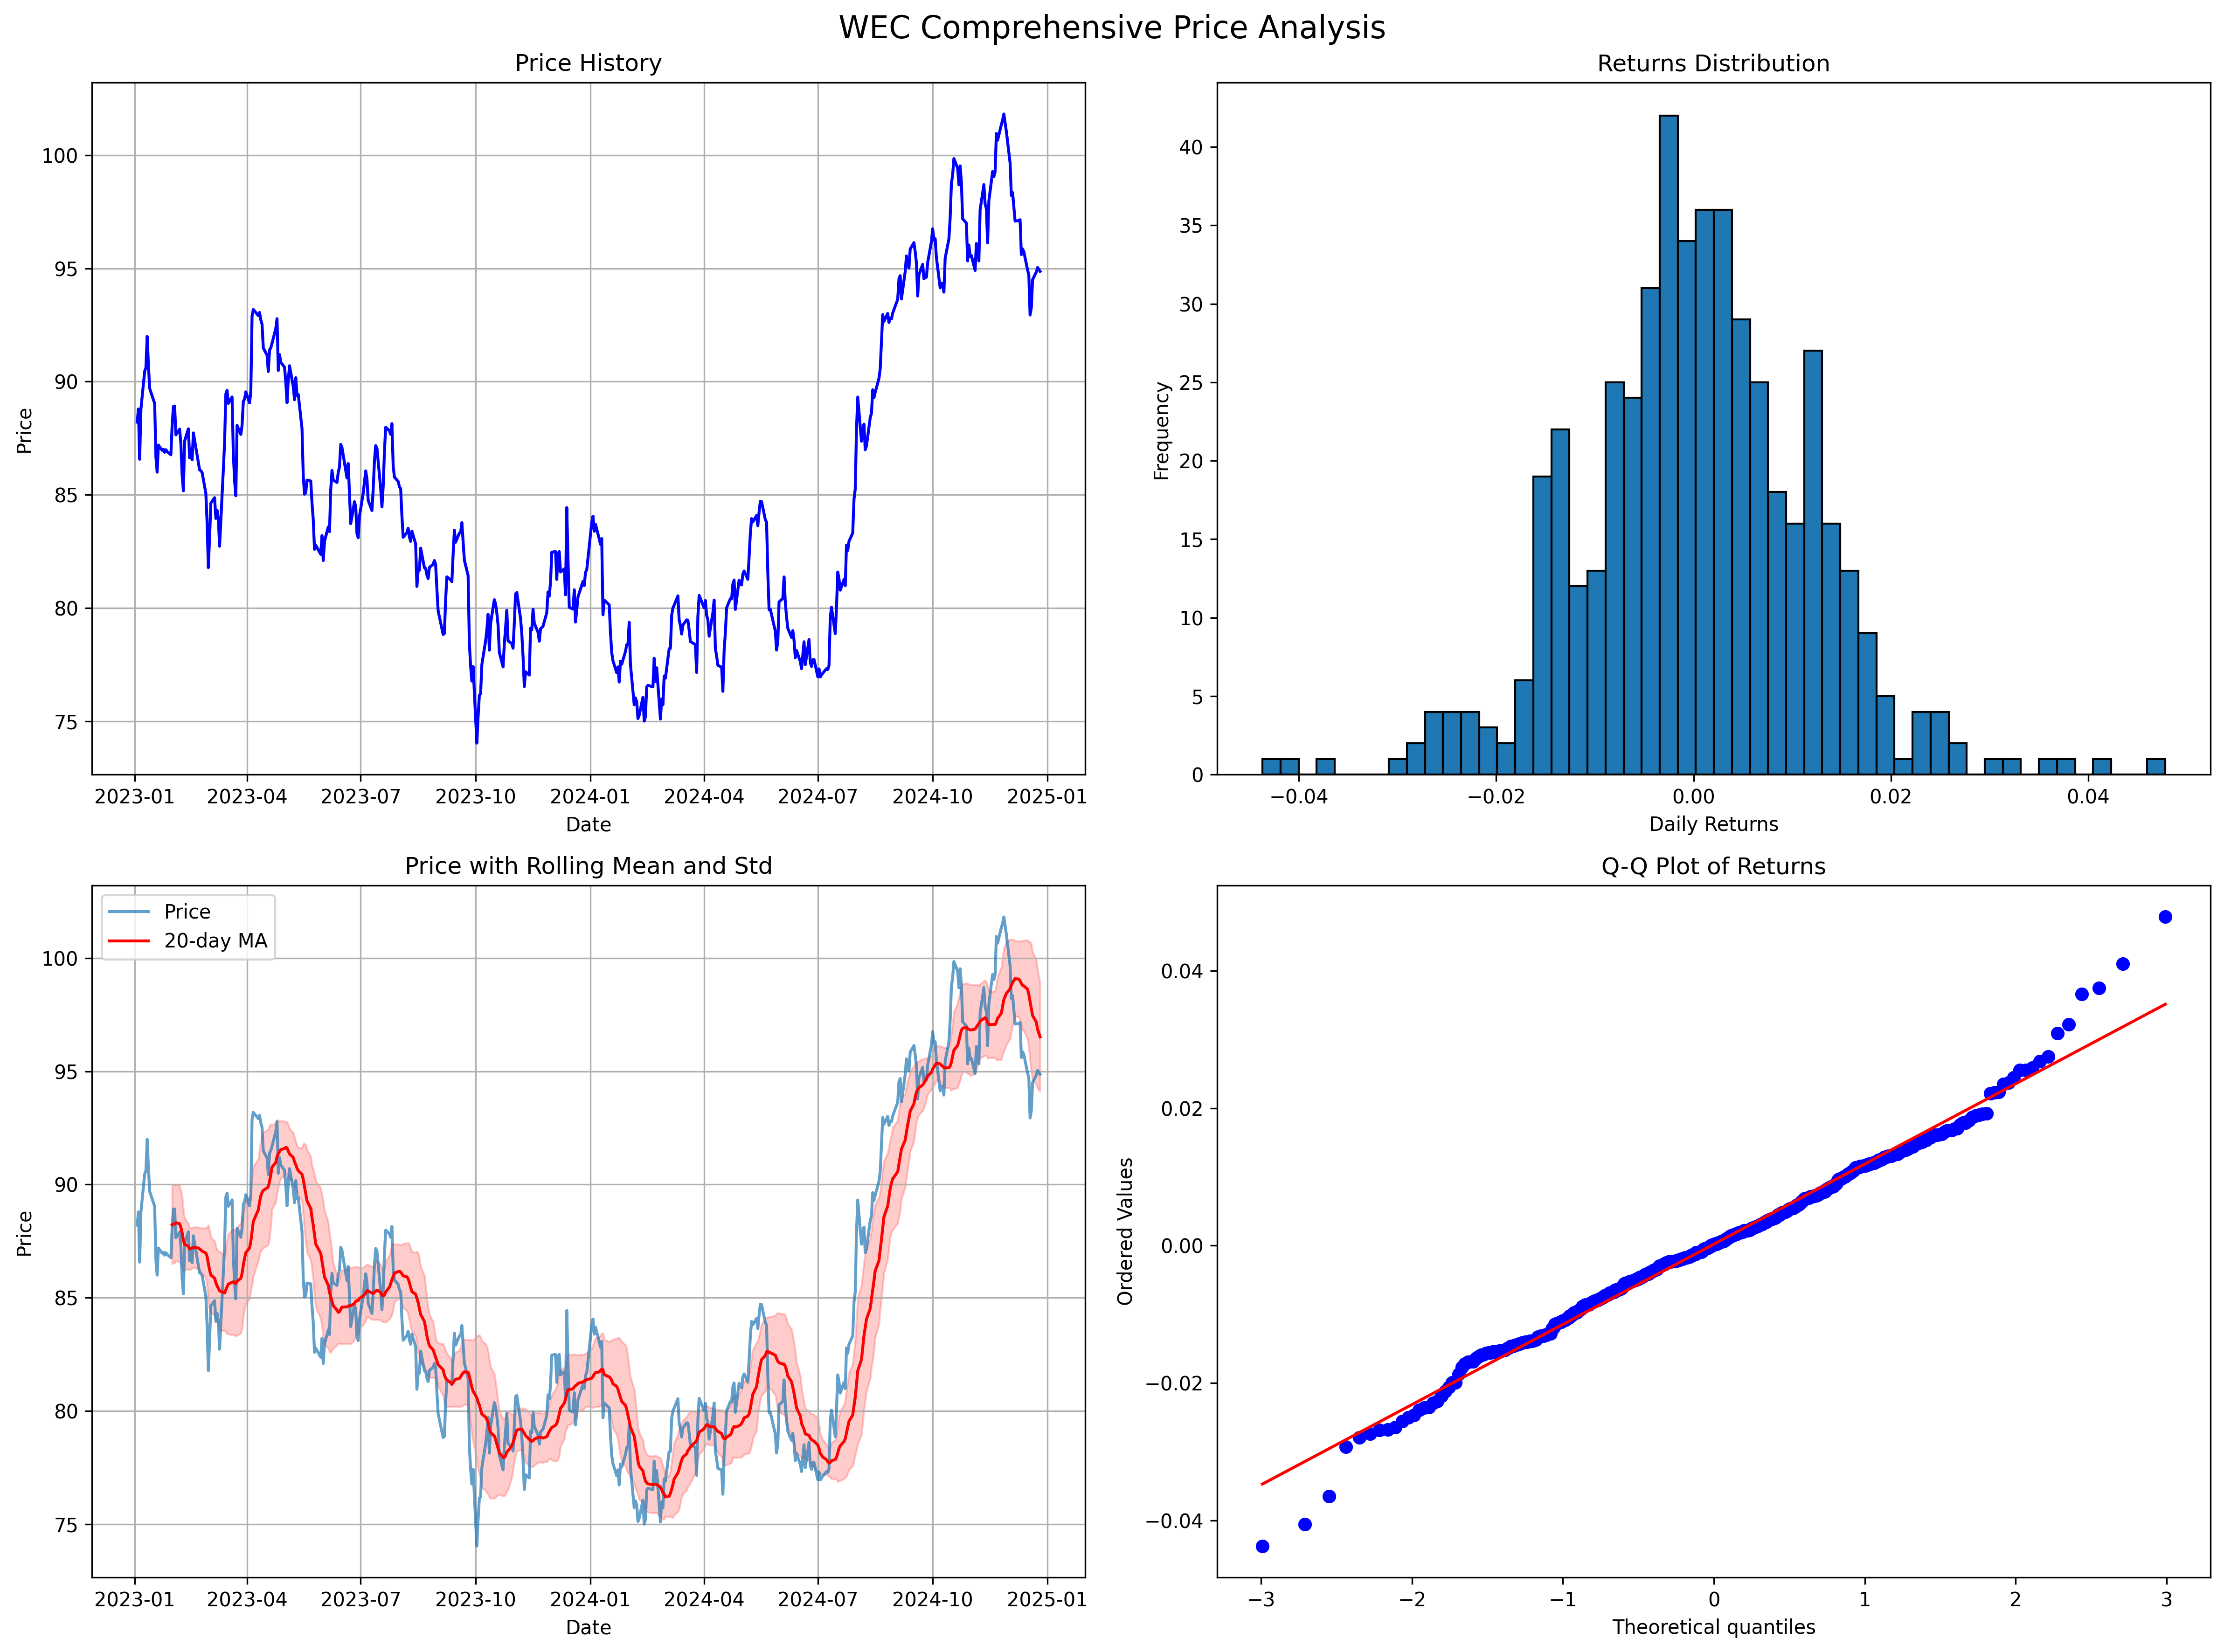 WEC Comprehensive Price Analysis
Price History
Price
100
95
90
85
80
75
2023-01 2023-04 2023-07 2023-10 2024-01 2024-04 2024-07 2024-10 2025-01
Date
Returns Distribution
Frequency
40
35
30
25
20
15
10
5
0
−0.04 −0.02 0.00 0.02 0.04
Daily Returns
Price with Rolling Mean and Std
Price
20-day MA
Price
100
95
90
85
80
75
2023-01 2023-04 2023-07 2023-10 2024-01 2024-04 2024-07 2024-10 2025-01
Date
Q-Q Plot of Returns
Ordered Values
0.04
0.02
0.00
−0.02
−0.04
−3 −2 −1 0 1 2 3
Theoretical quantiles